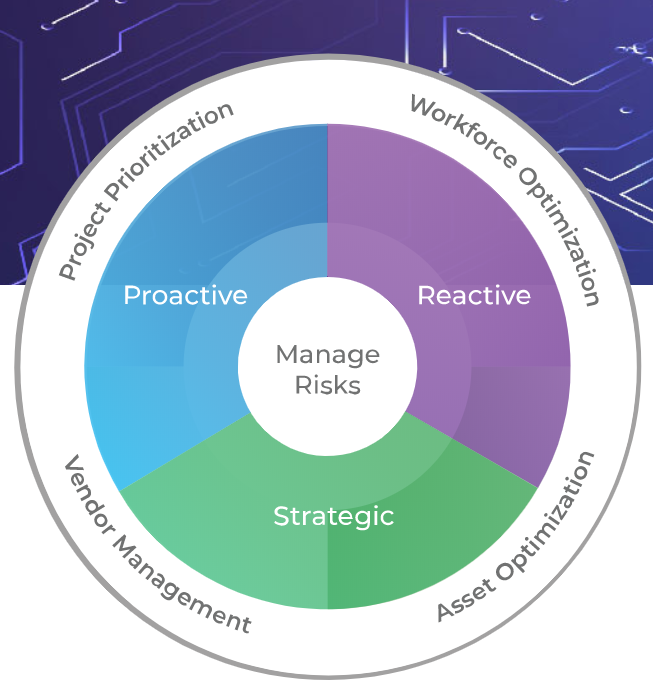 Project Prioritization
Workforce Optimization
Proactive
Reactive
Manage
Risks
Strategic
Vendor Management
Asset Optimization